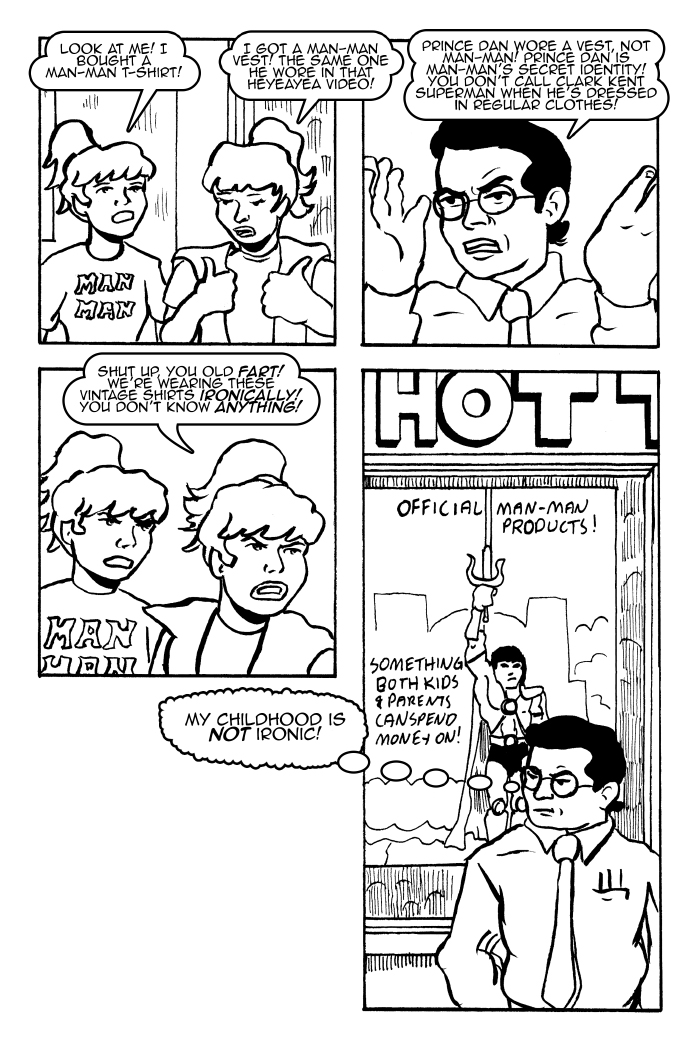 LOOK AT ME! I
BOUGHT A
MAN-MAN T-SHIRT!
I GOT A MAN-MAN
VEST! THE SAME ONE
HE WORE IN THAT
HEYEAYEA VIDEO!
PRINCE DAN WORE A VEST, NOT
MAN-MAN! PRINCE DAN IS
MAN-MAN'S SECRET IDENTITY!
YOU DON'T CALL CLARK KENT
SUPERMAN WHEN HE'S DRESSED
IN REGULAR CLOTHES!
MAN
MAN
SHUT UP, YOU OLD FART!
WE'RE WEARING THESE
VINTAGE SHIRTS IRONICALLY!
YOU DON'T KNOW ANYTHING!
MAN
MAN
HOT T
OFFICIAL MAN-MAN
PRODUCTS!
SOMETHING
BOTH KIDS
& PARENTS
CAN SPEND
MONEY ON!
MY CHILDHOOD IS
NOT IRONIC!